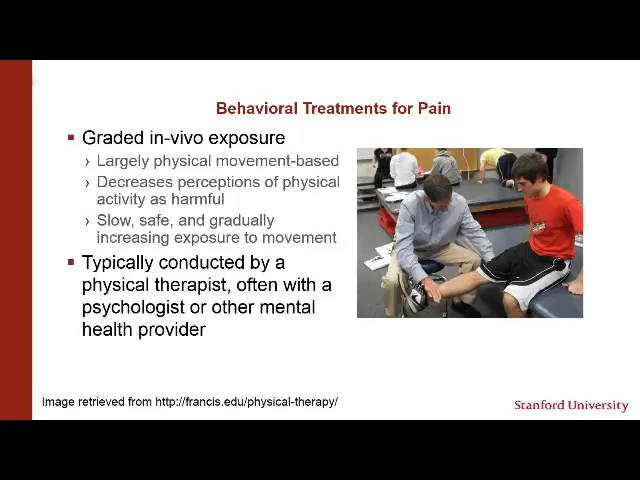 Behavioral Treatments for Pain
▪ Graded in-vivo exposure
› Largely physical movement-based
› Decreases perceptions of physical
activity as harmful
› Slow, safe, and gradually
increasing exposure to movement
▪ Typically conducted by a
physical therapist, often with a
psychologist or other mental
health provider
Image retrieved from http://francis.edu/physical-therapy/
Stanford University